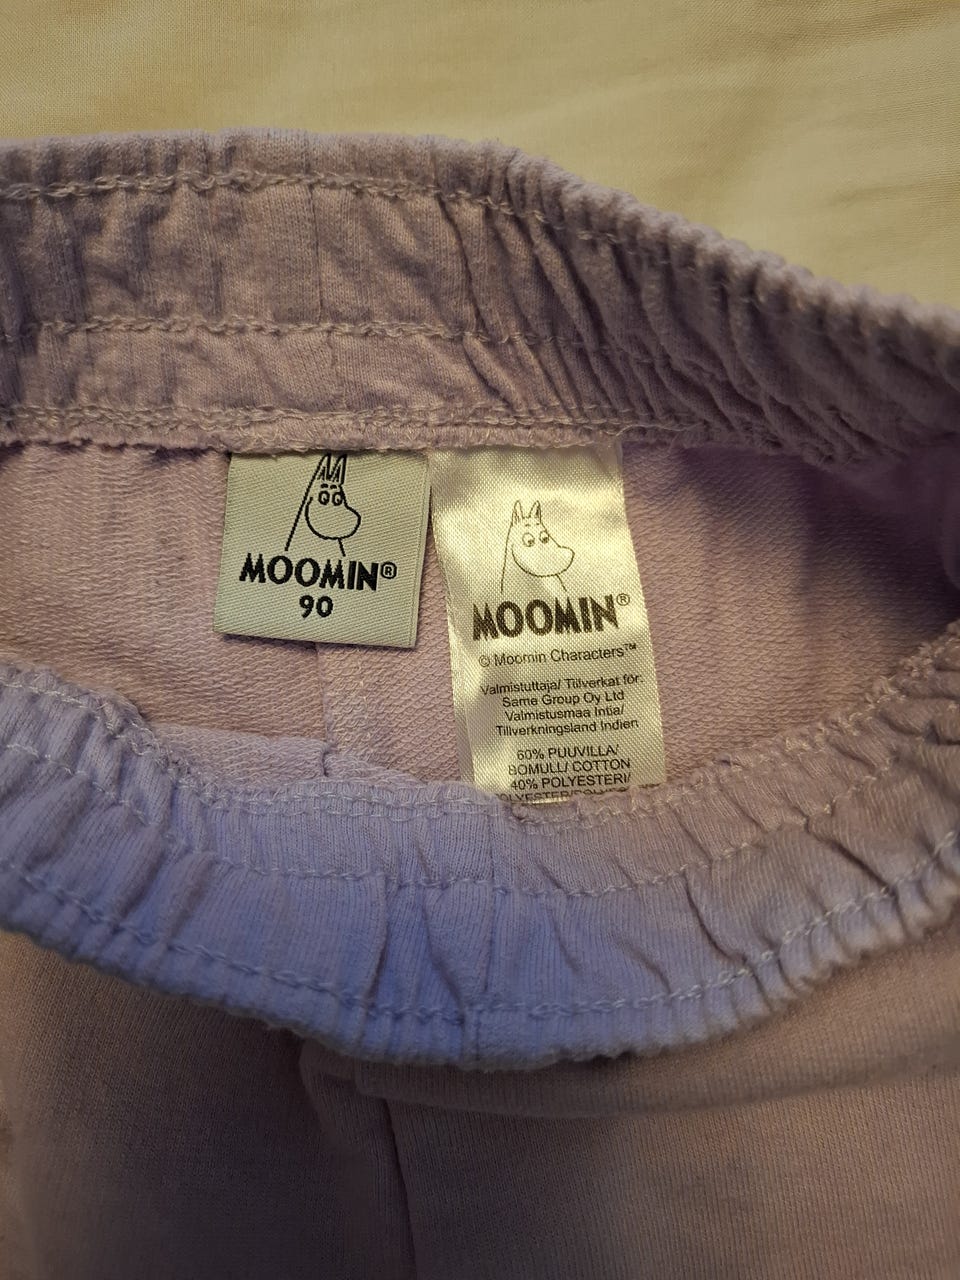 MOOMIN®
90
MOOMIN®
© Moomin Characters™
Valmistuttaja/ Tillverkat för:
Same Group Oy Ltd
Valmistusmaa Intia/
Tillverkningsland Indien
60% PUUVILLA/
BOMULL/ COTTON
40% POLYESTERI/